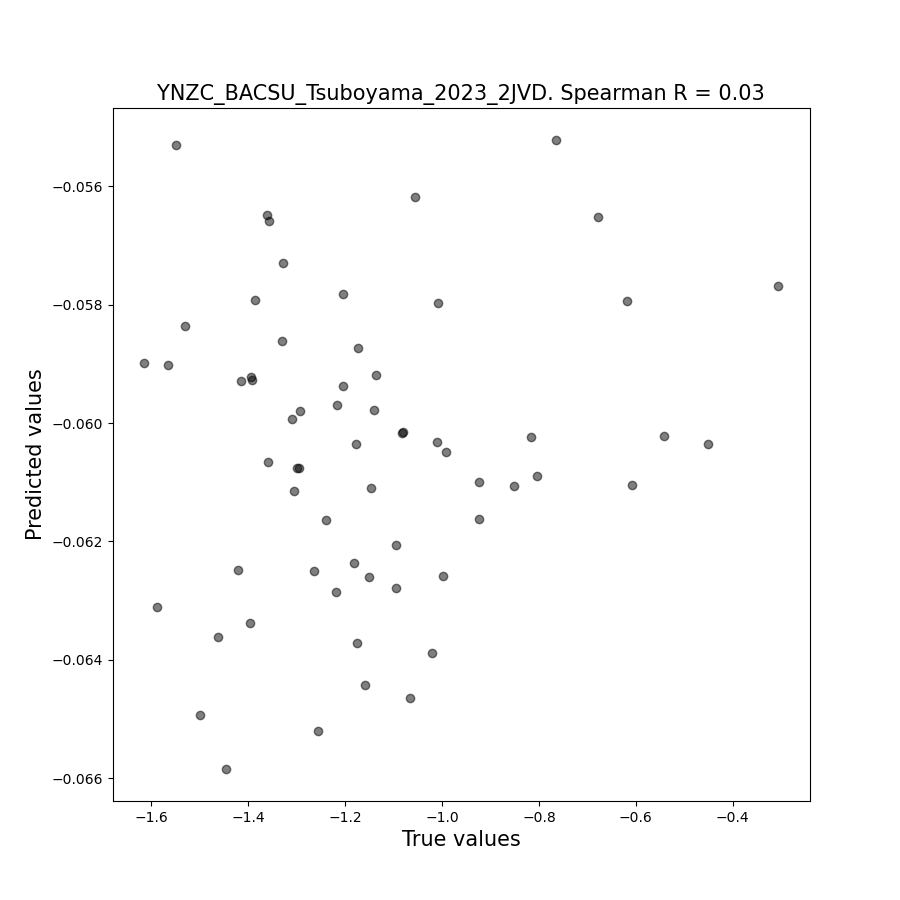 YNZC_BACSU_Tsuboyama_2023_2JVD. Spearman R = 0.03
Predicted values
−0.056
−0.058
−0.060
−0.062
−0.064
−0.066
−1.6 −1.4 −1.2 −1.0 −0.8 −0.6 −0.4
True values